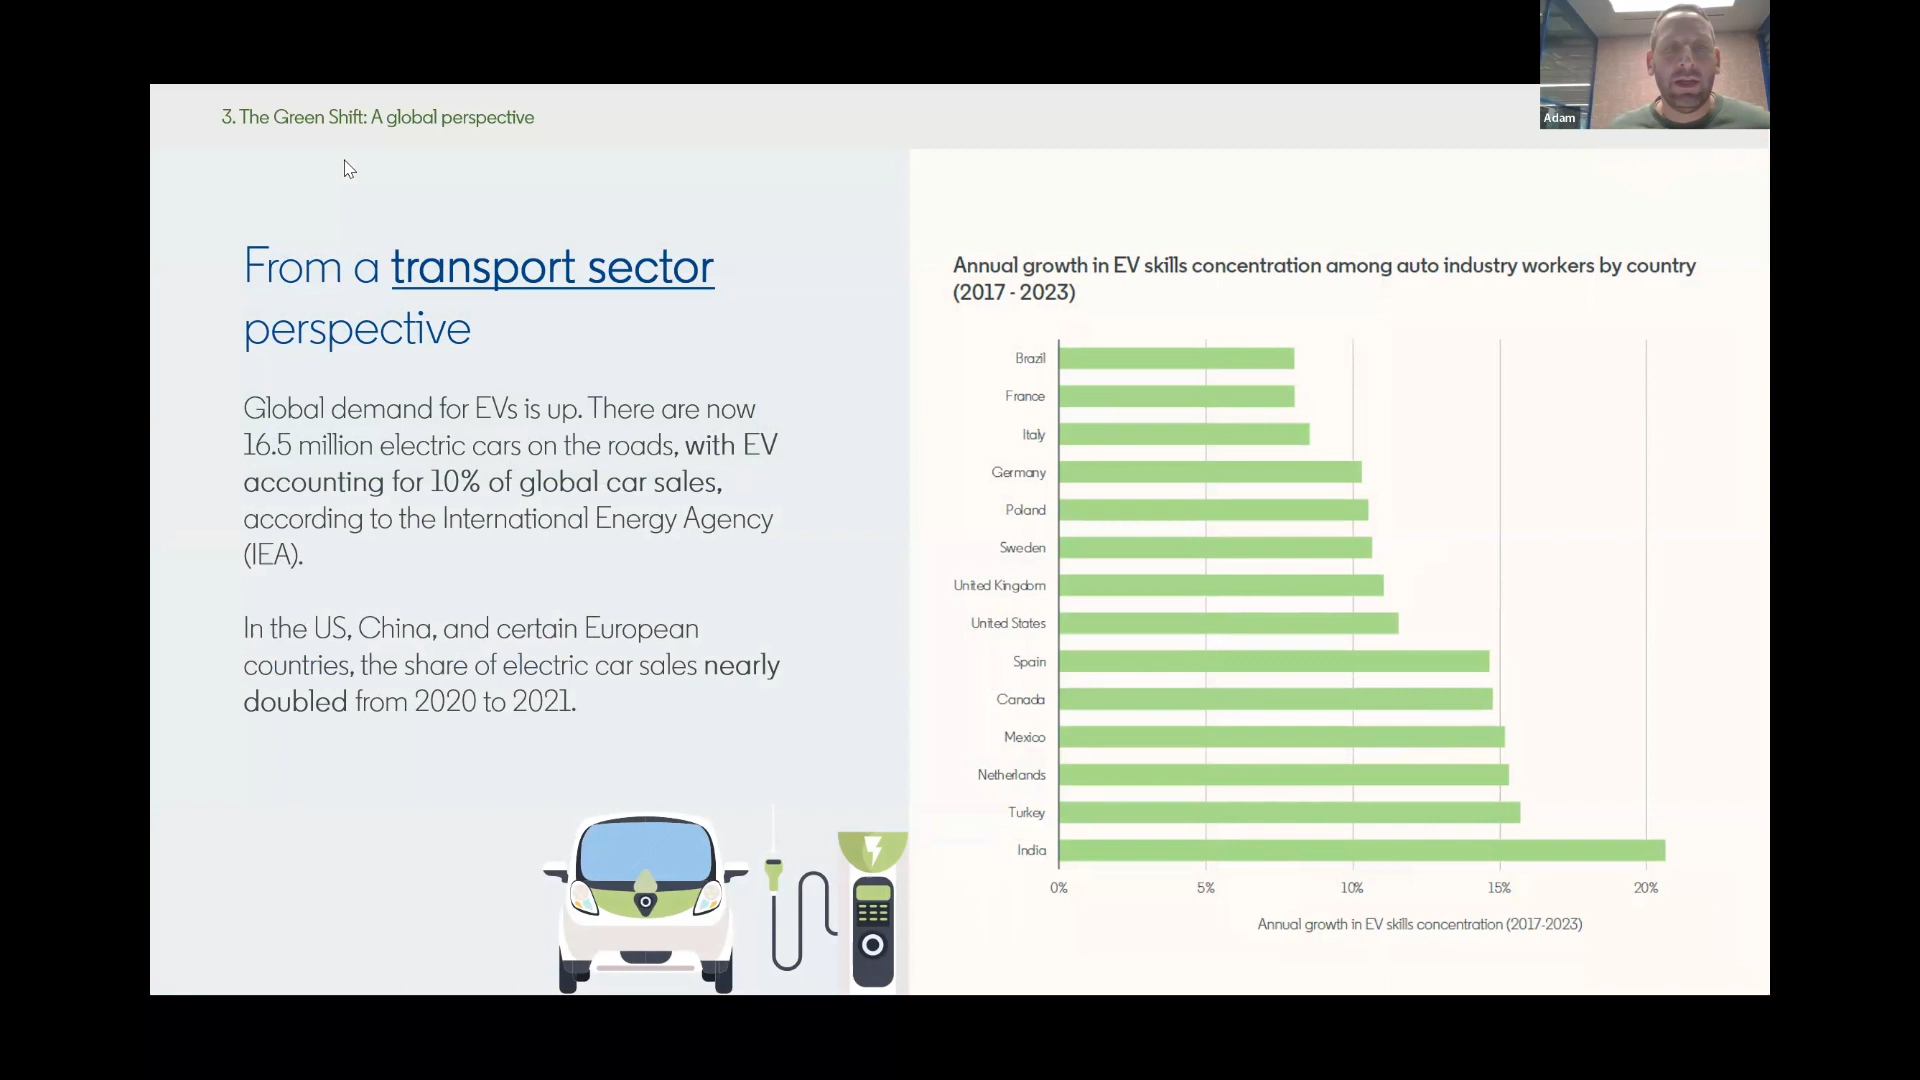 Adam
3. The Green Shift: A global perspective
From a transport sector
perspective
Global demand for EVs is up. There are now
16.5 million electric cars on the roads, with EV
accounting for 10% of global car sales,
according to the International Energy Agency
(IEA).
In the US, China, and certain European
countries, the share of electric car sales nearly
doubled from 2020 to 2021.
Annual growth in EV skills concentration among auto industry workers by country
(2017 - 2023)
Brazil
France
Italy
Germany
Poland
Sweden
United Kingdom
United States
Spain
Canada
Mexico
Netherlands
Turkey
India
0% 5% 10% 15% 20%
Annual growth in EV skills concentration (2017-2023)